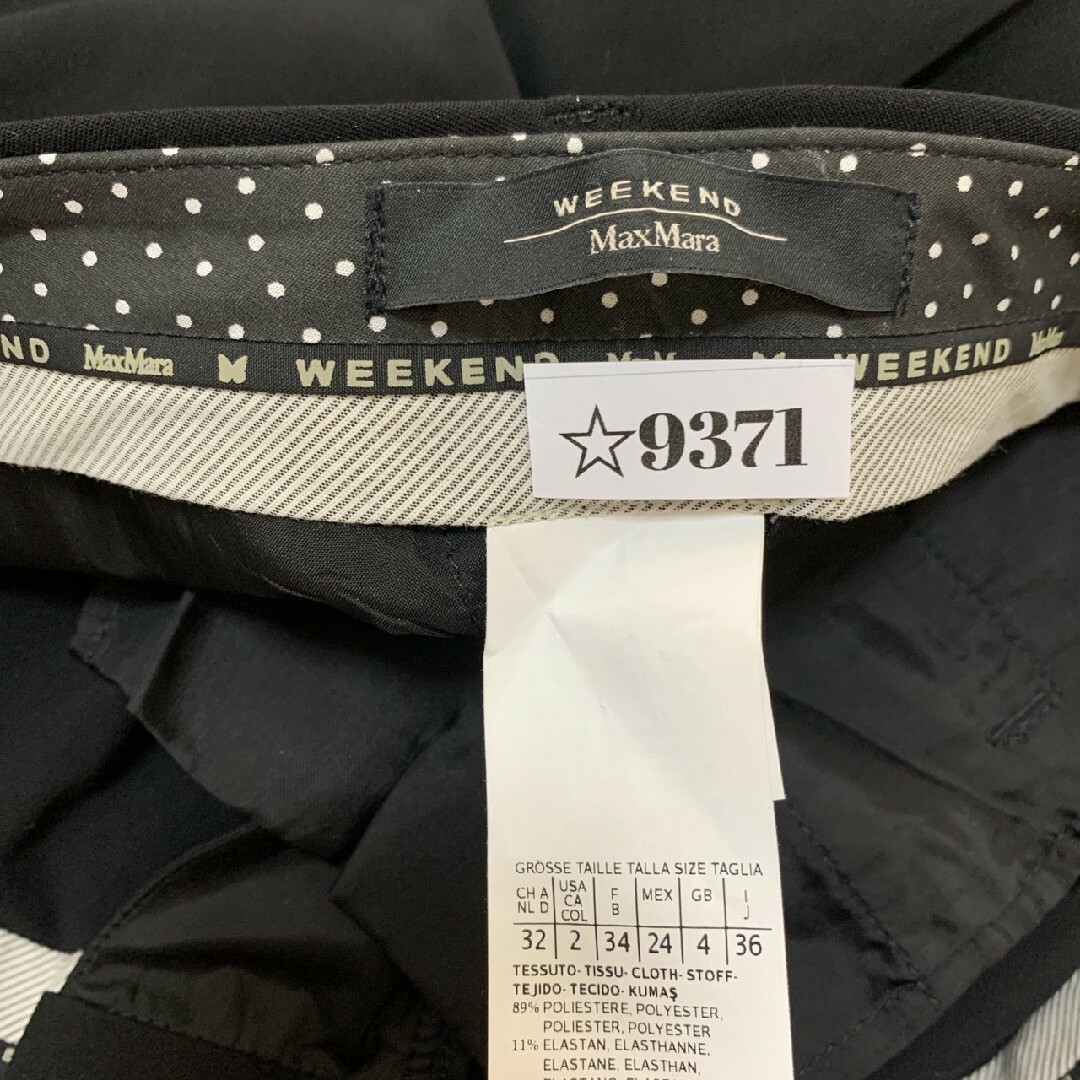 WEEKEND
MaxMara
ND MaxMara WEEKEND WEEKEND MaxMara
☆9371
GRÖSSE TAILLE TALLA SIZE TAGLIA
CH A NL D USA CA COL F B MEX GB I J
32 2 34 24 4 36
TESSUTO-TISSU-CLOTH-STOFF-
TEJIDO-TECIDO-KUMAŞ
89% POLIESTERE, POLYESTER,
POLIESTER, POLYESTER
11% ELASTAN, ELASTHANNE,
ELASTANE, ELASTHAN,